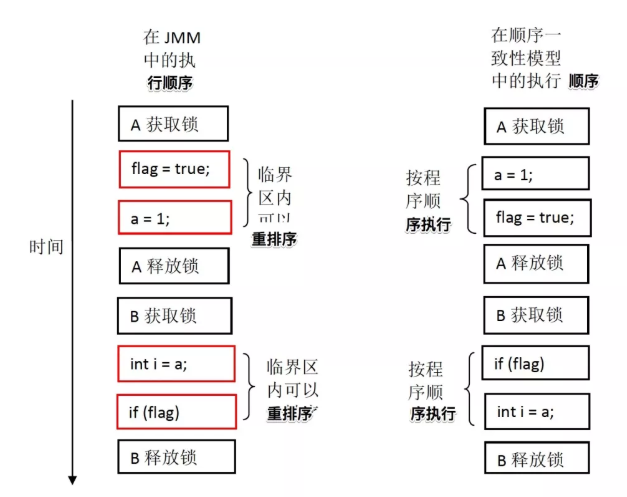 在 JMM
中的执
行顺序
A 获取锁
flag = true;
a = 1;
临界
区内
可以
重排序
A 释放锁
B 获取锁
int i = a;
if (flag)
临界区
内可以
重排序
B 释放锁
时间
在顺序一
致性模型
中的执行 顺序
A 获取锁
按程
序顺
序执行
a = 1;
flag = true;
A 释放锁
B 获取锁
按程
序顺
序执行
if (flag)
int i = a;
B 释放锁